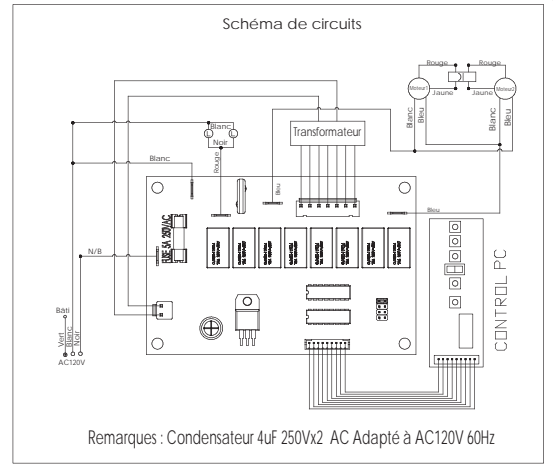 Schéma de circuits
Rouge
Rouge
Moteur1
Moteur2
Jaune
Jaune
Blanc
Bleu
Blanc
Bleu
L
Blanc
L
Noir
Transformateur
Blanc
Rouge
Bleu
Bleu
FUSE 5A 250VAC
N/B
CONTROL PC
Bâti
Vert
Blanc
Noir
AC120V
Remarques : Condensateur 4uF 250Vx2 AC Adapté à AC120V 60Hz